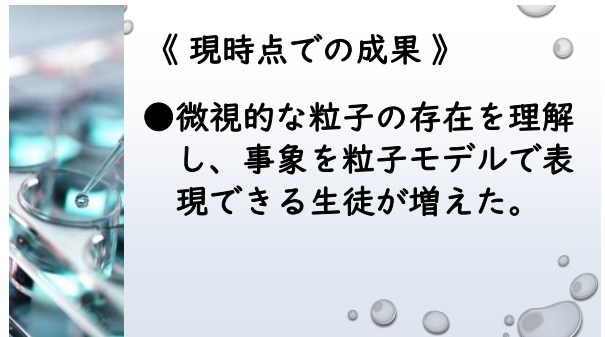 《 現時点での成果 》
●微視的な粒子の存在を理解
し、事象を粒子モデルで表
現できる生徒が増えた。